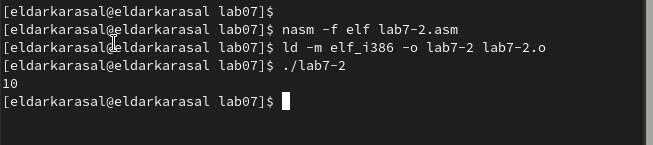 [eldarkarasal@eldarkarasal lab07]$
[eldarkarasal@eldarkarasal lab07]$ nasm -f elf lab7-2.asm
[eldarkarasal@eldarkarasal lab07]$ ld -m elf_i386 -o lab7-2 lab7-2.o
[eldarkarasal@eldarkarasal lab07]$ ./lab7-2
10
[eldarkarasal@eldarkarasal lab07]$